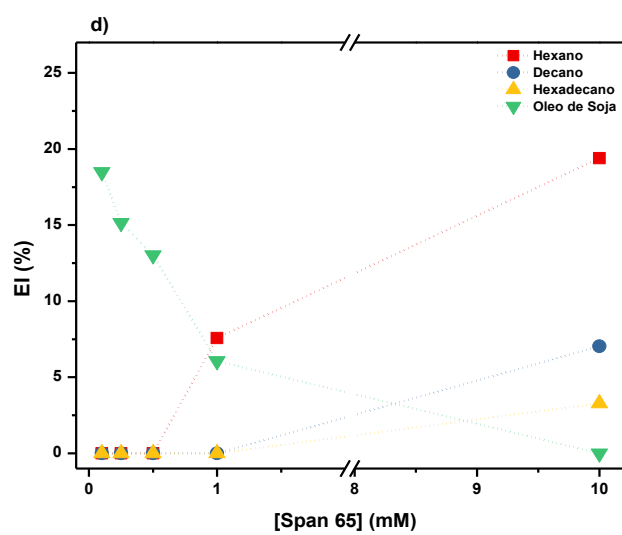 d)
Hexano
Decano
Hexadecano
Oleo de Soja
25
20
15
10
5
0
EI (%)
0 1 8 9 10
[Span 65] (mM)